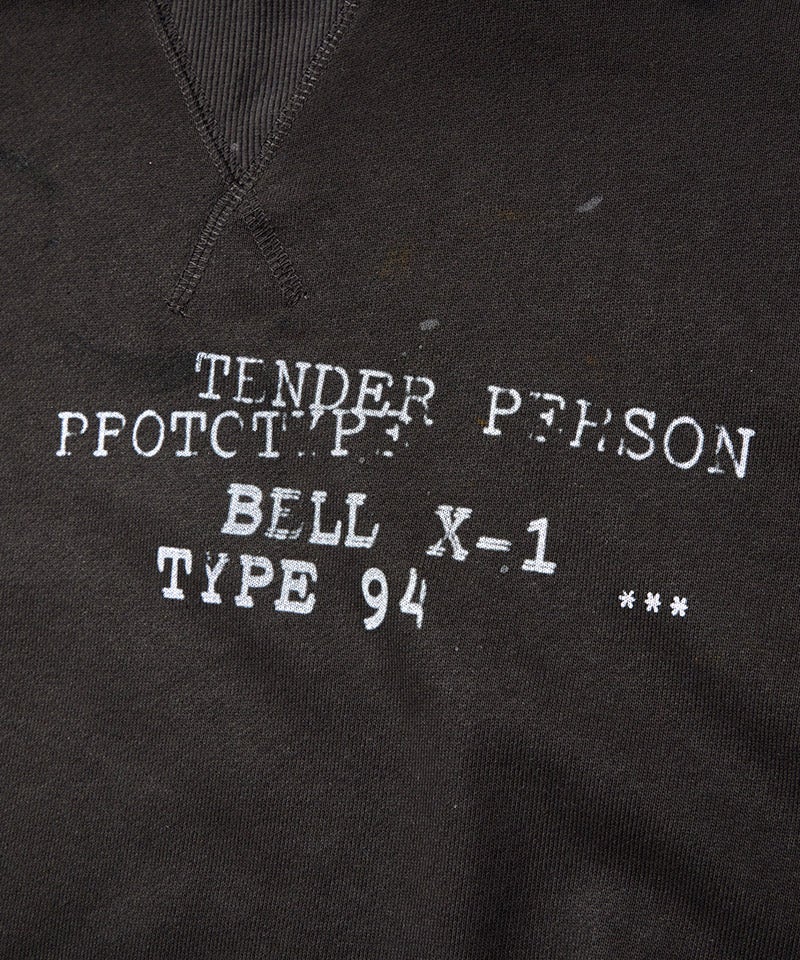 TENDER PERSON
PROTOTYPE
BELL X-1
TYPE 94 ***